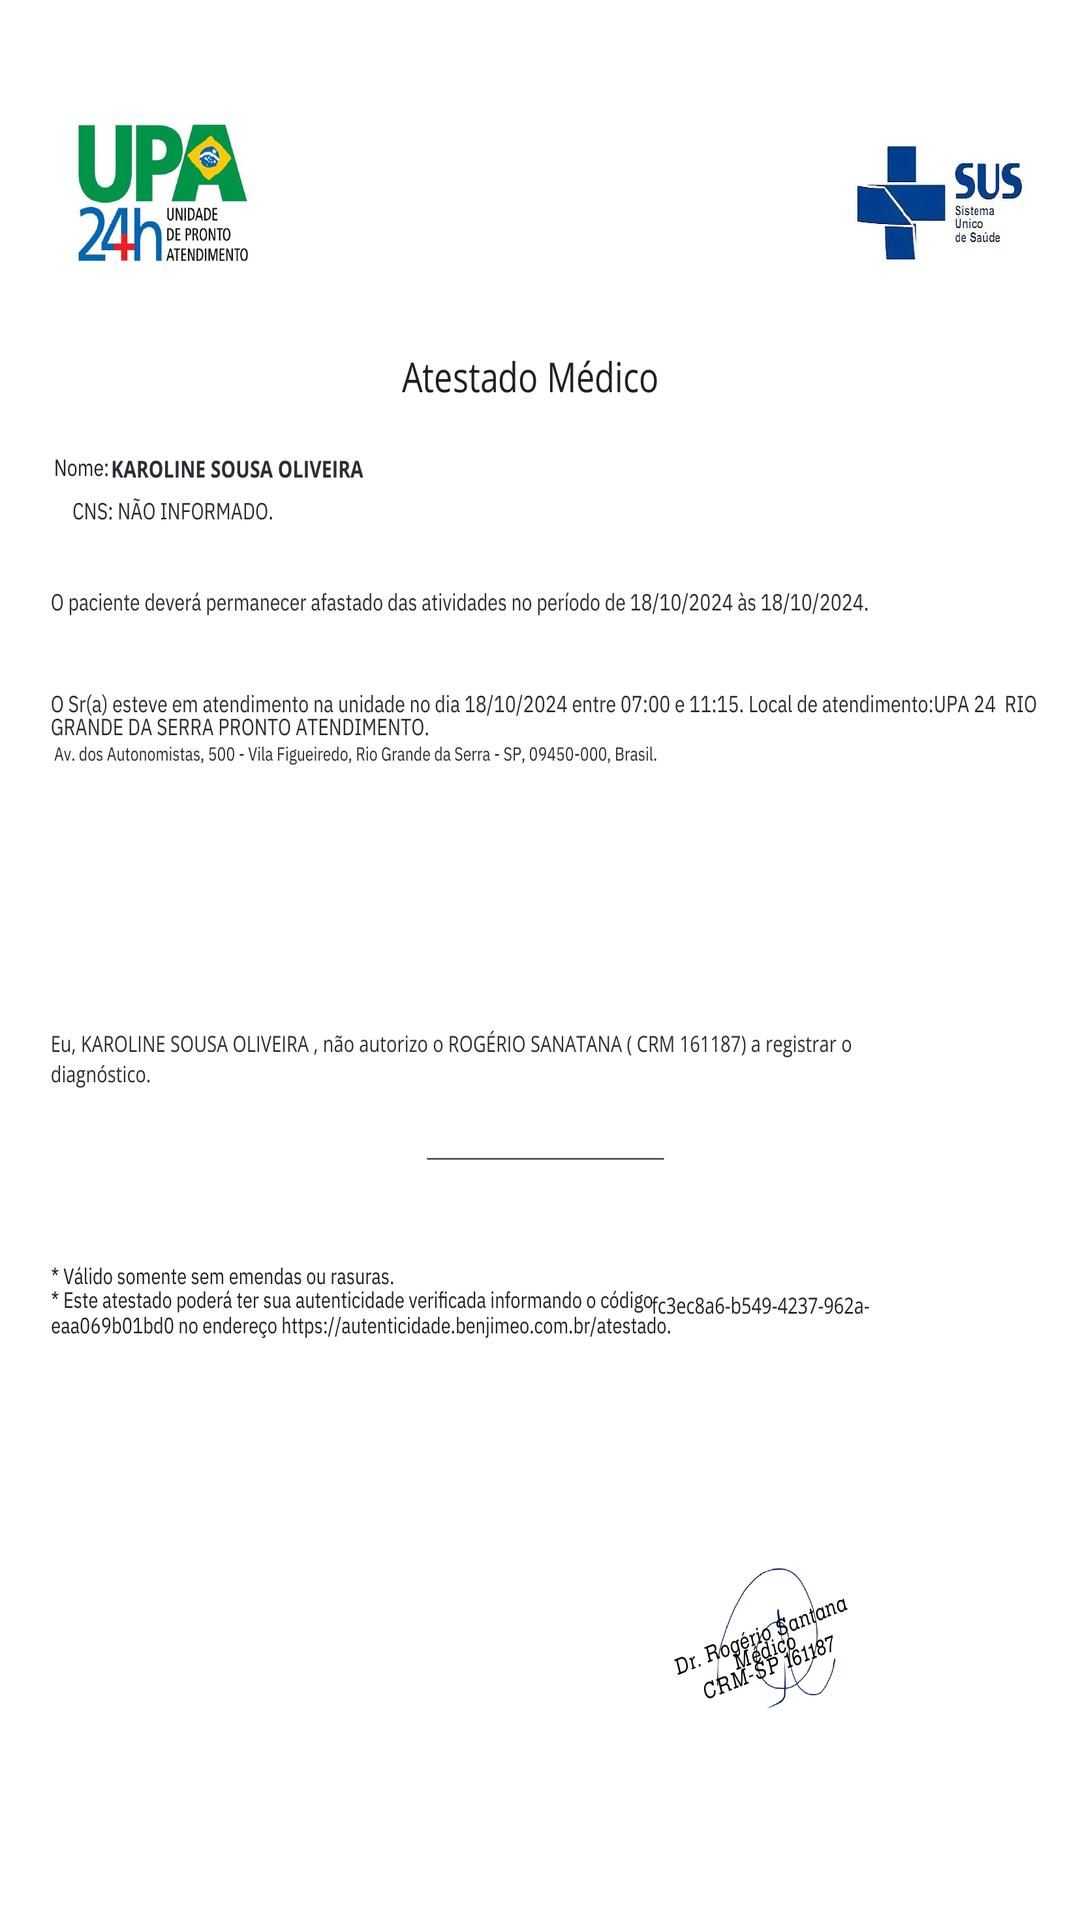 UPA
24h
UNIDADE
DE PRONTO
ATENDIMENTO
SUS
Sistema
Unico
de Saúde
Atestado Médico
Nome: KAROLINE SOUSA OLIVEIRA
CNS: NÃO INFORMADO.
O paciente deverá permanecer afastado das atividades no período de 18/10/2024 às 18/10/2024.
O Sr(a) esteve em atendimento na unidade no dia 18/10/2024 entre 07:00 e 11:15. Local de atendimento:UPA 24 RIO
GRANDE DA SERRA PRONTO ATENDIMENTO.
Av. dos Autonomistas, 500 - Vila Figueiredo, Rio Grande da Serra - SP, 09450-000, Brasil.
Eu, KAROLINE SOUSA OLIVEIRA , não autorizo o ROGÉRIO SANATANA ( CRM 161187) a registrar o
diagnóstico.
* Válido somente sem emendas ou rasuras.
* Este atestado poderá ter sua autenticidade verificada informando o código fc3ec8a6-b549-4237-962a-
eaa069b01bd0 no endereço https://autenticidade.benjimeo.com.br/atestado.
Dr. Rogério Santana
Médico
CRM-SP 161187